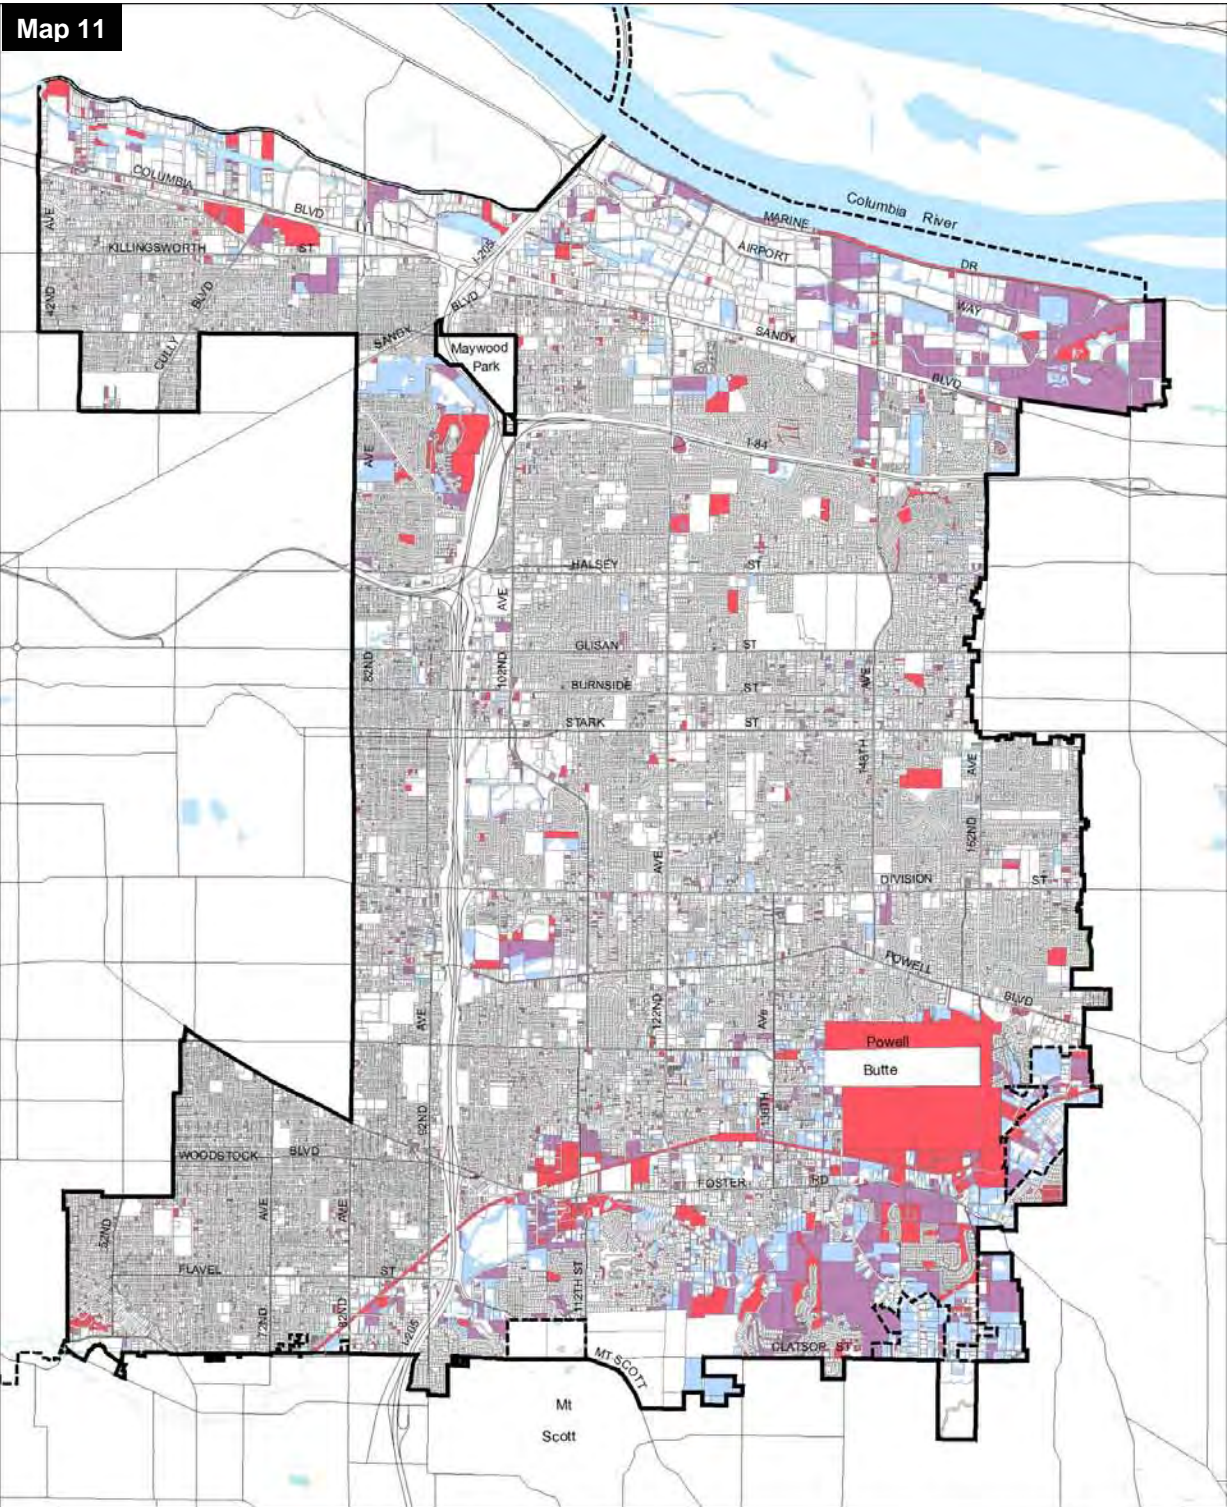 Map 11
Columbia River
COLUMBIA
BLVD
MARINE
AIRPORT
DR
AVE
KILLINGSWORTH
ST
I-205
42ND
BLVD
BLVD
WAY
SANDY
SANDY
CULLY
Maywood
Park
BLVD
I-84
AVE
HALSEY
ST
AVE
GLISAN
ST
82ND
102ND
BURNSIDE
ST
AVE
STARK
ST
148TH
AVE
162ND
AVE
DIVISION
ST
POWELL
BLVD
AVE
122ND
AVE
Powell
Butte
92ND
136TH
WOODSTOCK
BLVD
FOSTER
RD
AVE
AVE
52ND
FLAVEL
ST
112TH ST
72ND
82ND
I-205
CLATSOP ST
MT SCOTT
Mt
Scott